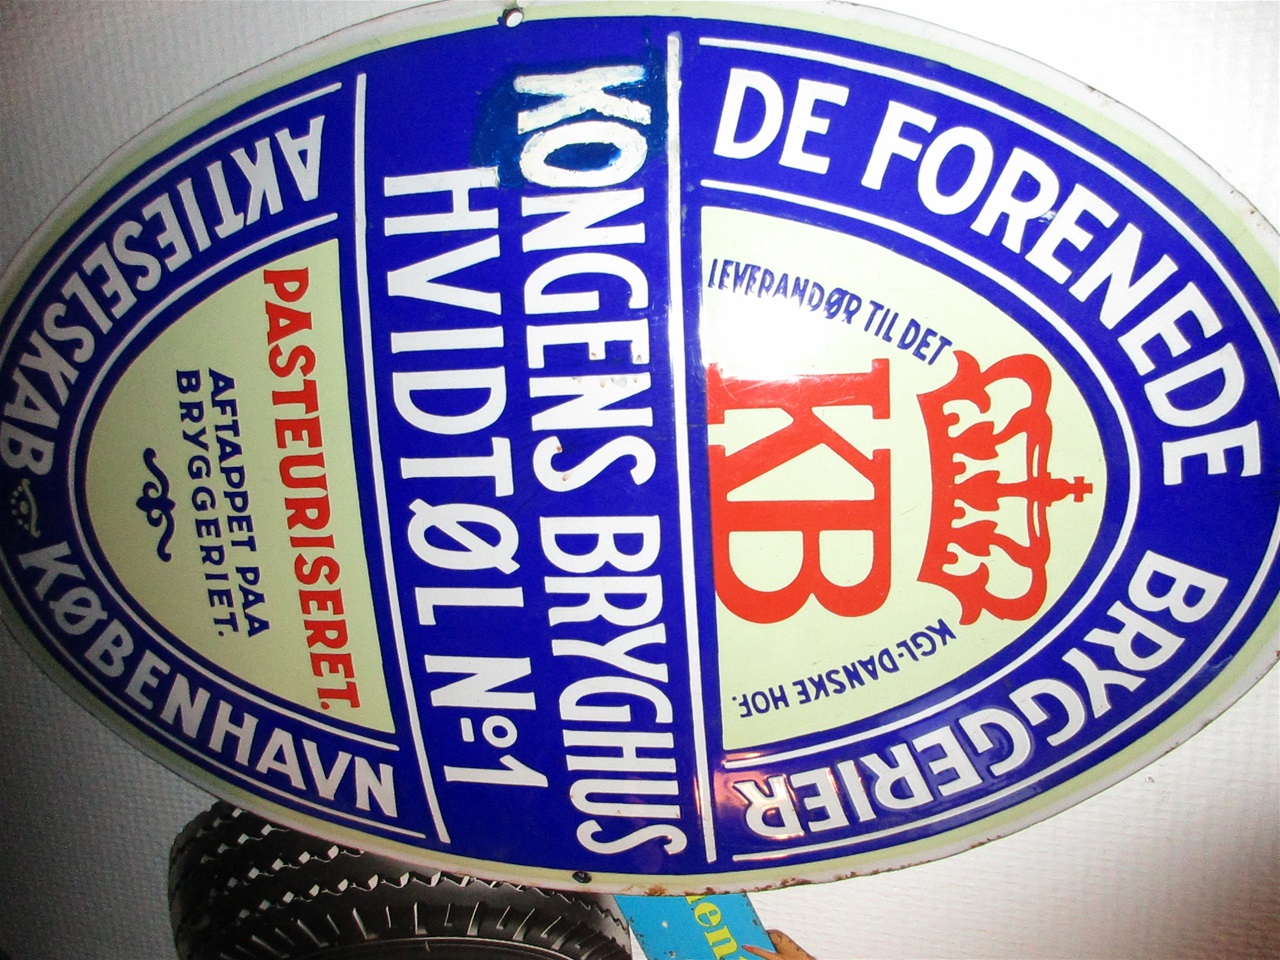 DE FORENEDE BRYGGERIER
LEVERANDØR TIL DET
KGL-DANSKE HOF.
KB
KONGENS BRYGHUS
HVIDTØL Nº1
PASTEURISERET.
AFTAPPET PAA
BRYGGERIET.
AKTIESELSKAB KØBENHAVN